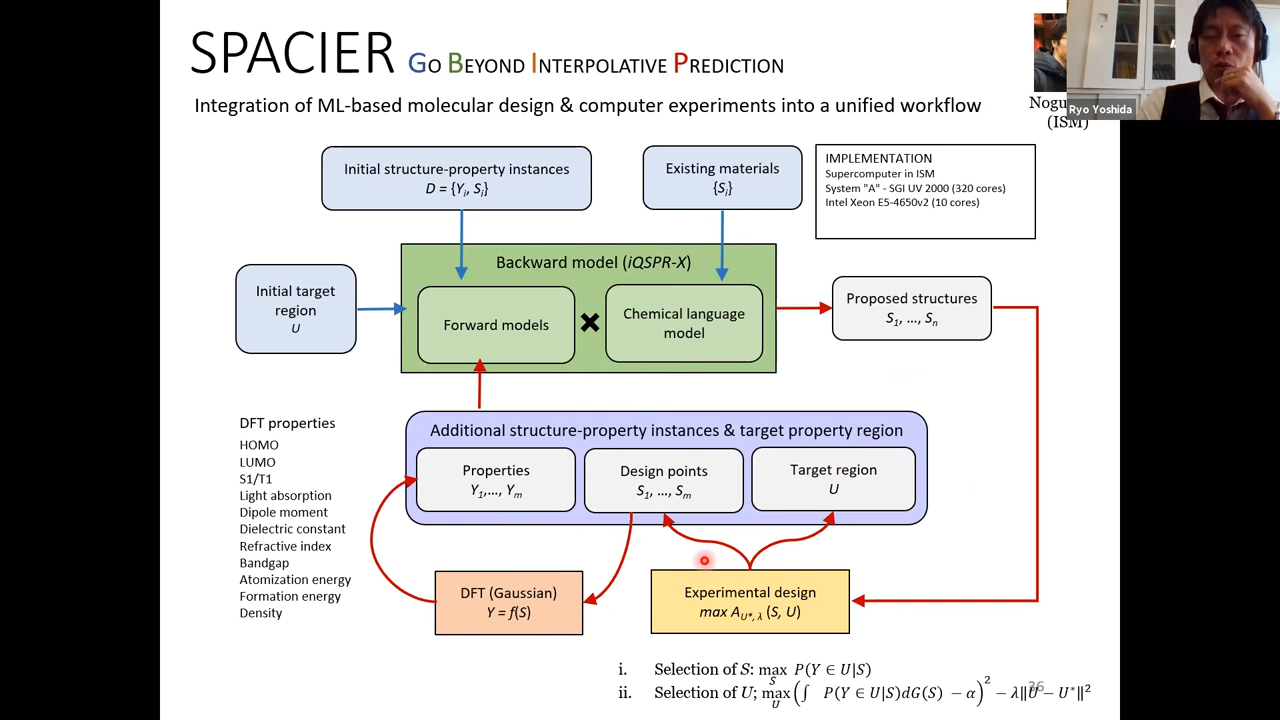 SPACIER GO BEYOND INTERPOLATIVE PREDICTION
Integration of ML-based molecular design & computer experiments into a unified workflow
Ryo Yoshida
(ISM)
Initial structure-property instances
D = {Yi, Si}
Existing materials
{Si}
IMPLEMENTATION
Supercomputer in ISM
System "A" - SGI UV 2000 (320 cores)
Intel Xeon E5-4650v2 (10 cores)
Backward model (iQSPR-X)
Initial target
region
U
Forward models
✖
Chemical language
model
Proposed structures
S1, ..., Sn
Additional structure-property instances & target property region
Properties
Y1,..., Ym
Design points
S1, ..., Sm
Target region
U
DFT properties
HOMO
LUMO
S1/T1
Light absorption
Dipole moment
Dielectric constant
Refractive index
Bandgap
Atomization energy
Formation energy
Density
DFT (Gaussian)
Y = f(S)
Experimental design
max A U*, λ (S, U)
i. Selection of S: max S P(Y ∈ U|S)
ii. Selection of U; max U (∫ P(Y ∈ U|S)dG(S) − α)² − λ‖U − U*‖²
36